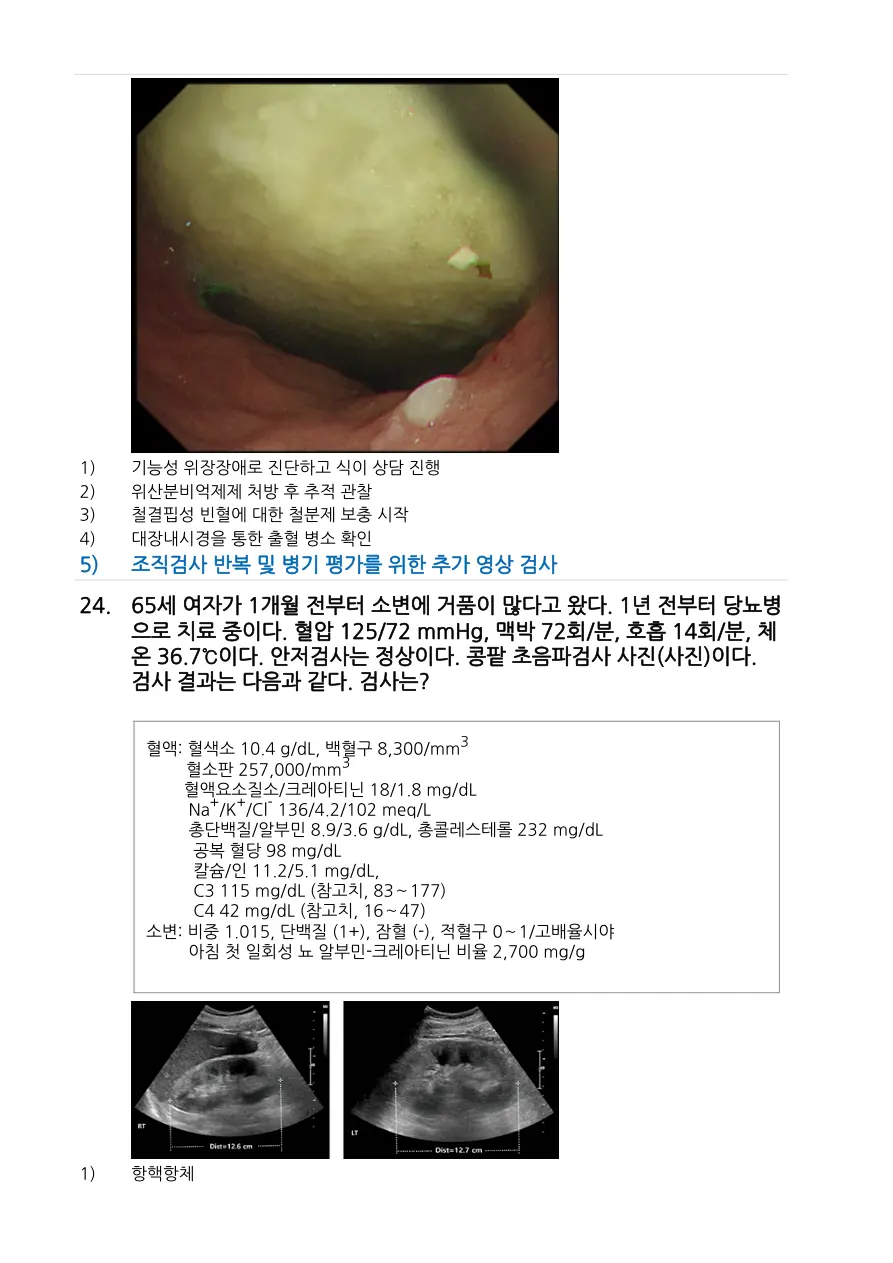 1) 기능성 위장장애로 진단하고 식이 상담 진행
2) 위산분비억제제 처방 후 추적 관찰
3) 철결핍성 빈혈에 대한 철분제 보충 시작
4) 대장내시경을 통한 출혈 병소 확인
5) 조직검사 반복 및 병기 평가를 위한 추가 영상 검사
24. 65세 여자가 1개월 전부터 소변에 거품이 많다고 왔다. 1년 전부터 당뇨병
으로 치료 중이다. 혈압 125/72 mmHg, 맥박 72회/분, 호흡 14회/분, 체
온 36.7℃이다. 안저검사는 정상이다. 콩팥 초음파검사 사진(사진)이다.
검사 결과는 다음과 같다. 검사는?
혈액: 혈색소 10.4 g/dL, 백혈구 8,300/mm³
혈소판 257,000/mm³
혈액요소질소/크레아티닌 18/1.8 mg/dL
Na⁺/K⁺/Cl⁻ 136/4.2/102 meq/L
총단백질/알부민 8.9/3.6 g/dL, 총콜레스테롤 232 mg/dL
공복 혈당 98 mg/dL
칼슘/인 11.2/5.1 mg/dL,
C3 115 mg/dL (참고치, 83~177)
C4 42 mg/dL (참고치, 16~47)
소변: 비중 1.015, 단백질 (1+), 잠혈 (-), 적혈구 0~1/고배율시야
아침 첫 일회성 뇨 알부민-크레아티닌 비율 2,700 mg/g
RT
Dist=12.6 cm
LT
Dist=12.7 cm
1) 항핵항체